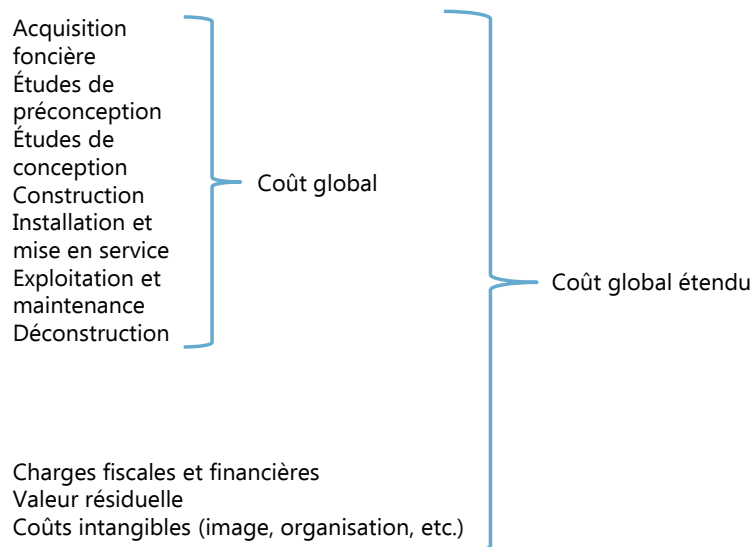 Acquisition
foncière
Études de
préconception
Études de
conception
Construction
Installation et
mise en service
Exploitation et
maintenance
Déconstruction
Coût global
Coût global étendu
Charges fiscales et financières
Valeur résiduelle
Coûts intangibles (image, organisation, etc.)